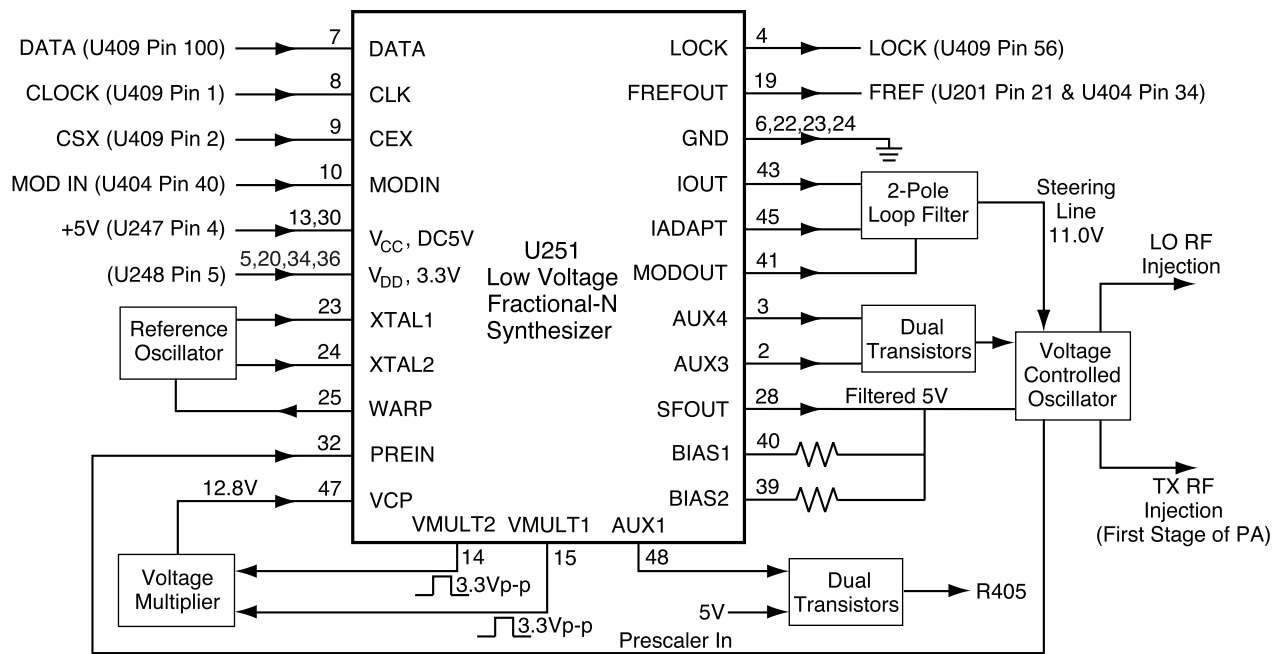 DATA (U409 Pin 100)
7
DATA
CLOCK (U409 Pin 1)
8
CLK
CSX (U409 Pin 2)
9
CEX
MOD IN (U404 Pin 40)
10
MODIN
+5V (U247 Pin 4)
13,30
VCC, DC5V
(U248 Pin 5)
5,20,34,36
VDD, 3.3V
Reference
Oscillator
23
XTAL1
24
XTAL2
25
WARP
32
PREIN
12.8V
47
VCP
U251
Low Voltage
Fractional-N
Synthesizer
LOCK
4
LOCK (U409 Pin 56)
FREFOUT
19
FREF (U201 Pin 21 & U404 Pin 34)
GND
6,22,23,24
IOUT
43
IADAPT
45
MODOUT
41
2-Pole
Loop Filter
Steering
Line
11.0V
AUX4
3
AUX3
2
Dual
Transistors
Voltage
Controlled
Oscillator
LO RF
Injection
TX RF
Injection
(First Stage of PA)
SFOUT
28
Filtered 5V
BIAS1
40
BIAS2
39
VMULT2
VMULT1
AUX1
14
15
48
Voltage
Multiplier
3.3Vp-p
3.3Vp-p
5V
Dual
Transistors
R405
Prescaler In